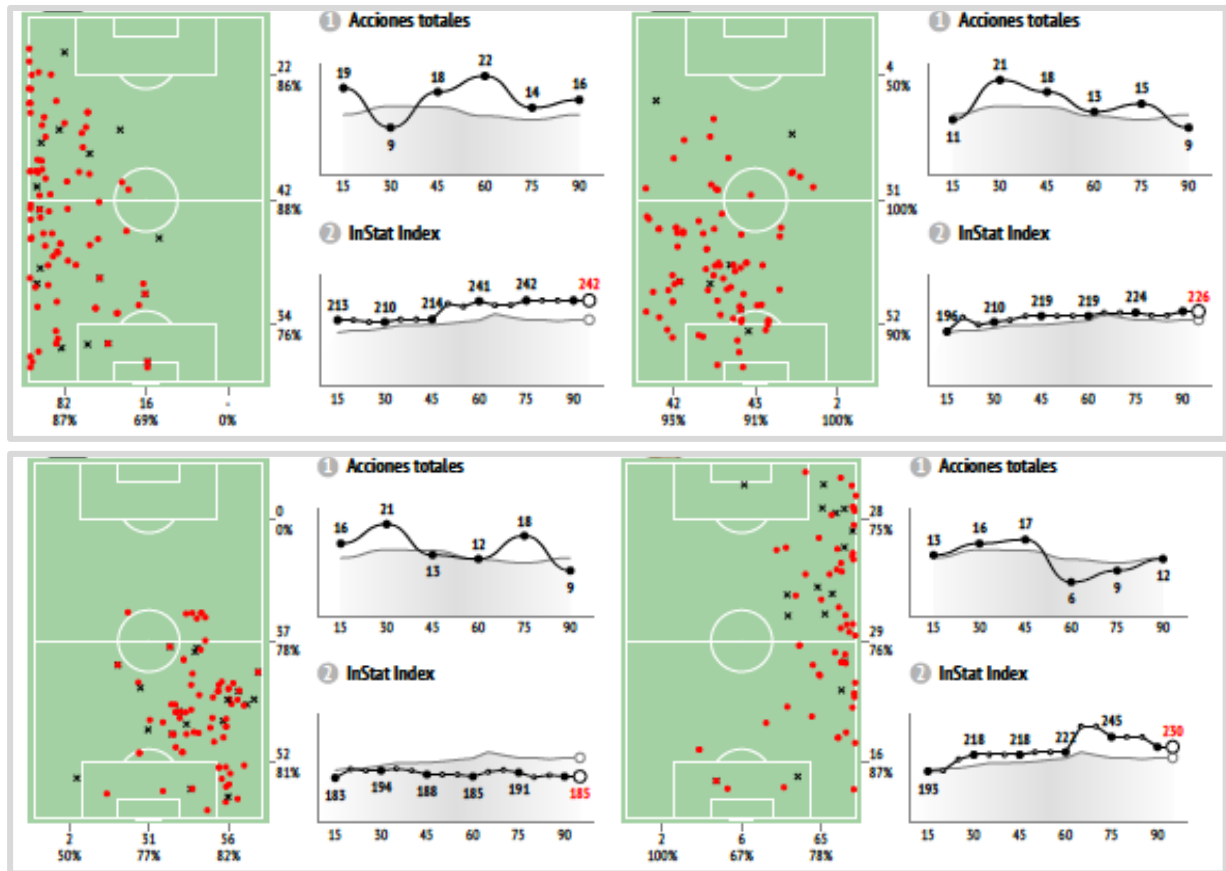 1 Acciones totales
19 9 18 22 14 16
15 30 45 60 75 90
22
86%
42
88%
34
76%
82 16 -
87% 69% 0%
2 InStat Index
213 210 214 241 242 242
15 30 45 60 75 90
1 Acciones totales
11 21 18 13 15 9
15 30 45 60 75 90
4
50%
31
100%
52
90%
42 43 2
93% 91% 100%
2 InStat Index
196 210 219 219 224 226
15 30 45 60 75 90
1 Acciones totales
16 21 13 12 18 9
15 30 45 60 75 90
0
0%
37
78%
52
81%
2 31 56
50% 77% 82%
2 InStat Index
183 194 188 185 191 185
15 30 45 60 75 90
1 Acciones totales
13 16 17 6 9 12
15 30 45 60 75 90
28
75%
29
76%
16
87%
2 6 65
100% 67% 78%
2 InStat Index
193 218 218 222 245 230
15 30 45 60 75 90